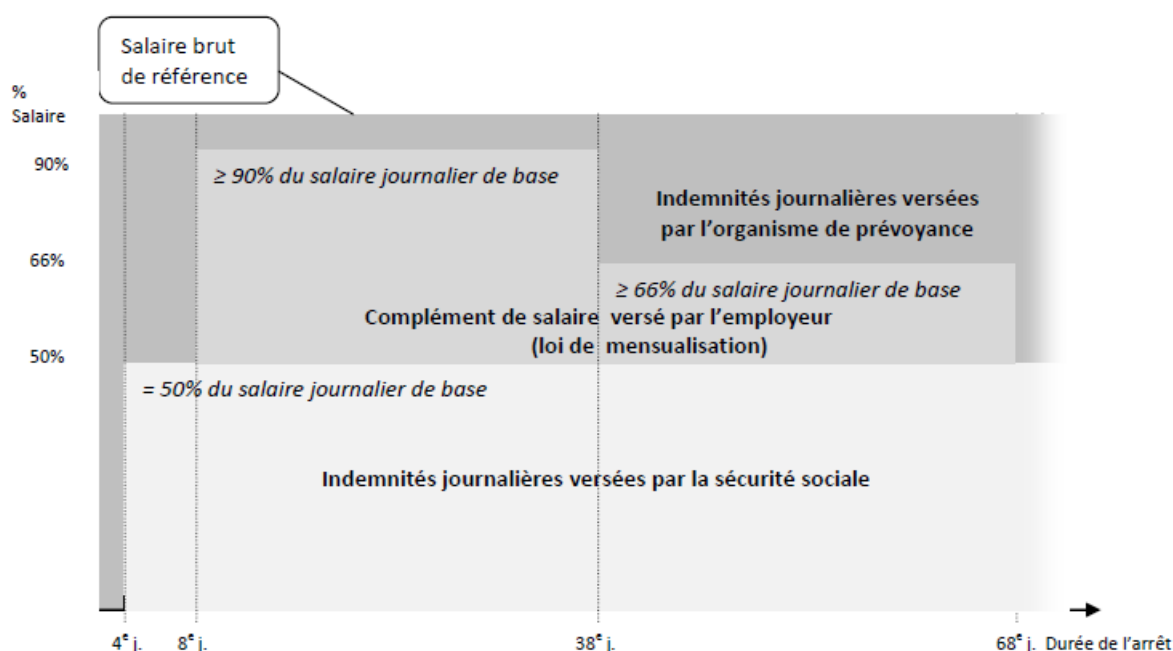 Salaire brut
de référence
%
Salaire
90%
≥ 90% du salaire journalier de base
Indemnités journalières versées
par l'organisme de prévoyance
66%
≥ 66% du salaire journalier de base
Complément de salaire versé par l'employeur
(loi de mensualisation)
50%
= 50% du salaire journalier de base
Indemnités journalières versées par la sécurité sociale
4e j. 8e j. 38e j. 68e j. Durée de l'arrêt